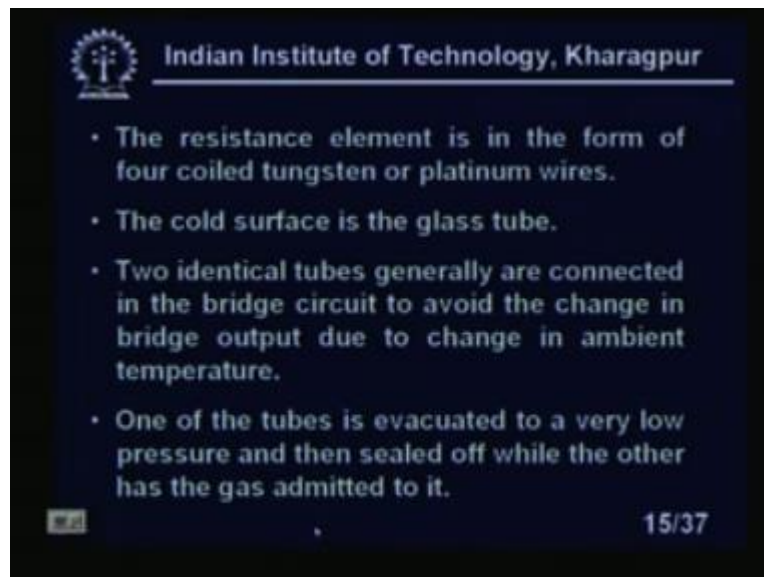 Indian Institute of Technology, Kharagpur
• The resistance element is in the form of
four coiled tungsten or platinum wires.
• The cold surface is the glass tube.
• Two identical tubes generally are connected
in the bridge circuit to avoid the change in
bridge output due to change in ambient
temperature.
• One of the tubes is evacuated to a very low
pressure and then sealed off while the other
has the gas admitted to it.
15/37